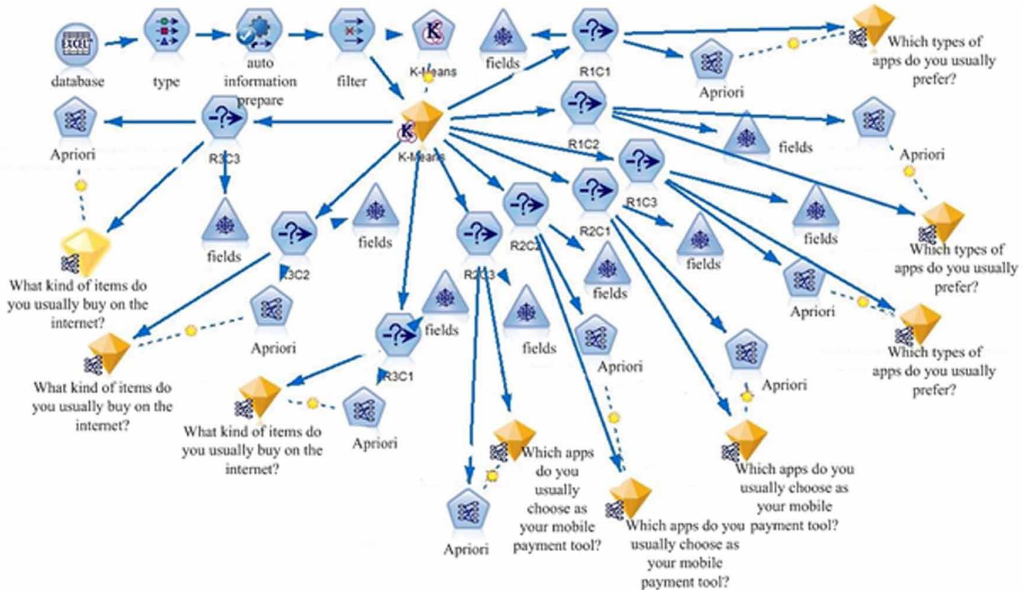 EXCEL
database
type
auto
information
prepare
filter
K-Means
fields
R1C1
Apriori
Which types of
apps do you usually
prefer?
K-Means
R3C3
Apriori
fields
R1C2
fields
Apriori
Which types of
apps do you usually
prefer?
R1C3
fields
Apriori
Which types of
apps do you usually
prefer?
What kind of items do
you usually buy on the
internet?
R3C2
fields
Apriori
What kind of items do
you usually buy on the
internet?
R2C3
fields
R2C2
fields
Apriori
R2C1
fields
Apriori
R3C1
fields
Apriori
What kind of items do
you usually buy on the
internet?
Apriori
Which apps
do you
usually
choose as
your mobile
payment tool?
Which apps do you
usually choose as
your mobile
payment tool?
Which apps do you
usually choose as
your mobile
payment tool?